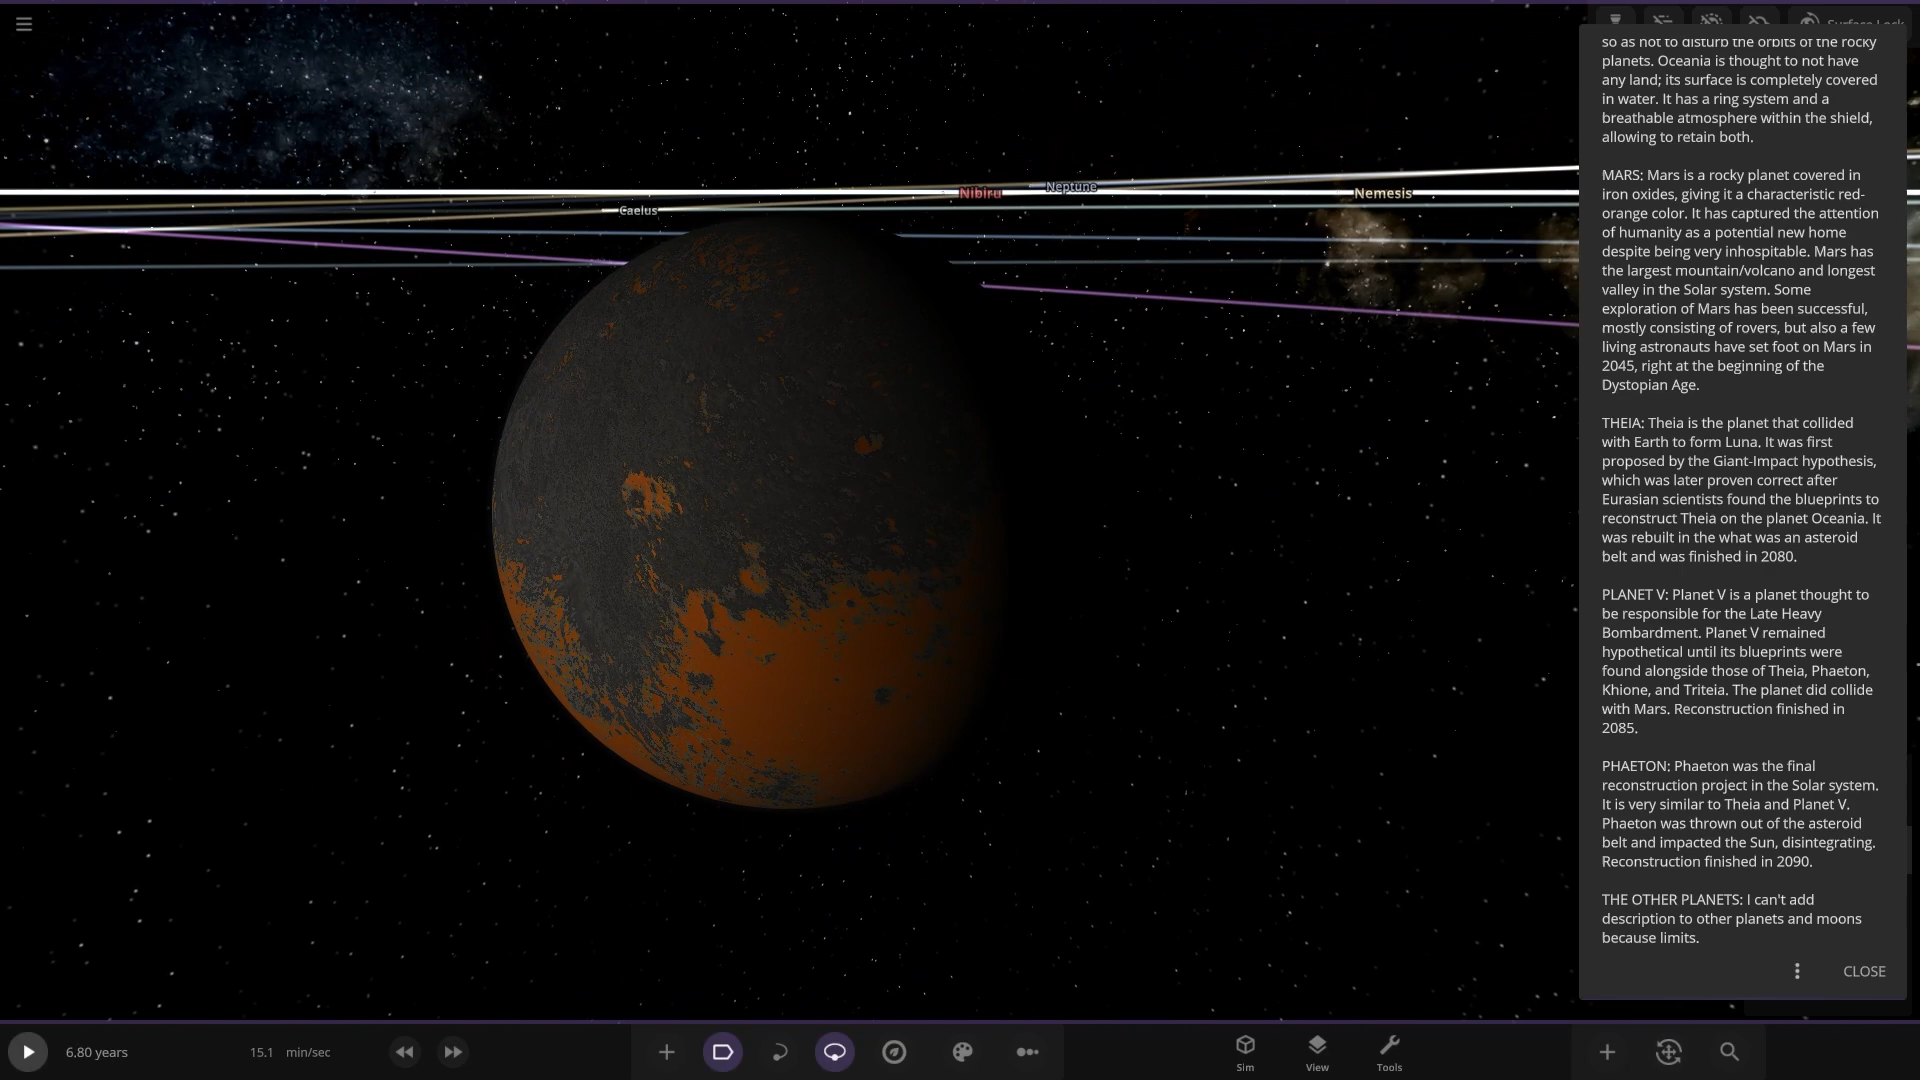 Surface Lock
so as not to disturb the orbits of the rocky
planets. Oceania is thought to not have
any land; its surface is completely covered
in water. It has a ring system and a
breathable atmosphere within the shield,
allowing to retain both.
MARS: Mars is a rocky planet covered in
iron oxides, giving it a characteristic red-
orange color. It has captured the attention
of humanity as a potential new home
despite being very inhospitable. Mars has
the largest mountain/volcano and longest
valley in the Solar system. Some
exploration of Mars has been successful,
mostly consisting of rovers, but also a few
living astronauts have set foot on Mars in
2045, right at the beginning of the
Dystopian Age.
THEIA: Theia is the planet that collided
with Earth to form Luna. It was first
proposed by the Giant-Impact hypothesis,
which was later proven correct after
Eurasian scientists found the blueprints to
reconstruct Theia on the planet Oceania. It
was rebuilt in the what was an asteroid
belt and was finished in 2080.
PLANET V: Planet V is a planet thought to
be responsible for the Late Heavy
Bombardment. Planet V remained
hypothetical until its blueprints were
found alongside those of Theia, Phaeton,
Khione, and Triteia. The planet did collide
with Mars. Reconstruction finished in
2085.
PHAETON: Phaeton was the final
reconstruction project in the Solar system.
It is very similar to Theia and Planet V.
Phaeton was thrown out of the asteroid
belt and impacted the Sun, disintegrating.
Reconstruction finished in 2090.
THE OTHER PLANETS: I can't add
description to other planets and moons
because limits.
CLOSE
Nibiru
Neptune
Nemesis
Caelus
6.80 years
15.1 min/sec
Sim
View
Tools